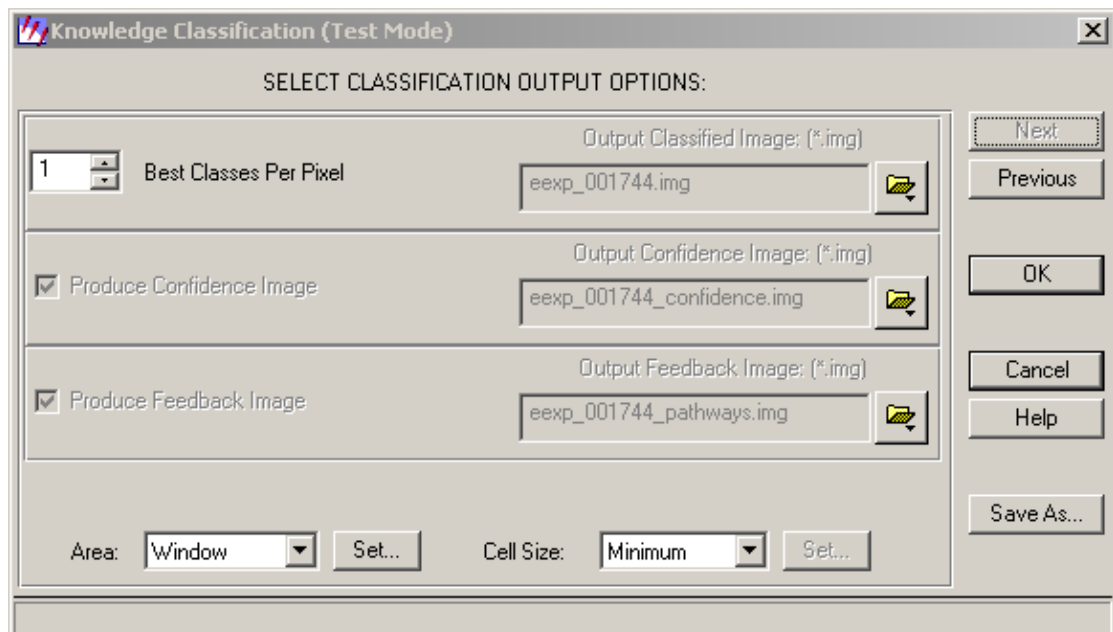 Knowledge Classification (Test Mode)
SELECT CLASSIFICATION OUTPUT OPTIONS:
Output Classified Image: (*.img)
1 Best Classes Per Pixel
eexp_001744.img
Output Confidence Image: (*.img)
Produce Confidence Image
eexp_001744_confidence.img
Output Feedback Image: (*.img)
Produce Feedback Image
eexp_001744_pathways.img
Area: Window Set... Cell Size: Minimum Set...
Next
Previous
OK
Cancel
Help
Save As...